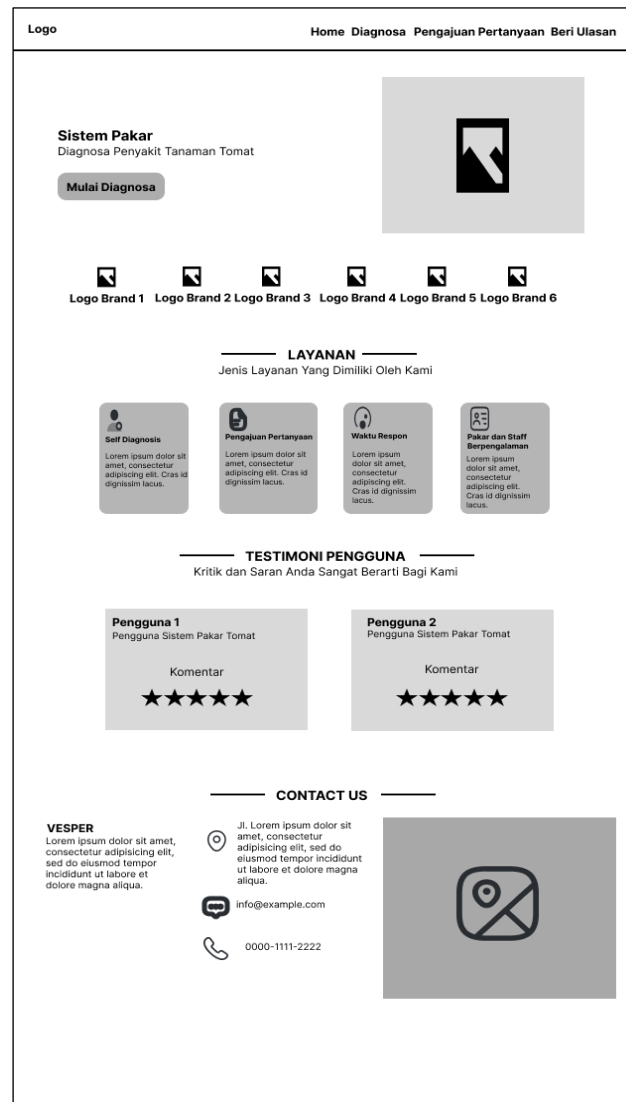 Logo
Home Diagnosa Pengajuan Pertanyaan Beri Ulasan
Sistem Pakar
Diagnosa Penyakit Tanaman Tomat
Mulai Diagnosa
Logo Brand 1 Logo Brand 2 Logo Brand 3 Logo Brand 4 Logo Brand 5 Logo Brand 6
LAYANAN
Jenis Layanan Yang Dimiliki Oleh Kami
Self Diagnosis
Lorem ipsum dolor sit
amet, consectetur
adipiscing elit. Cras id
dignissim lacus.
Pengajuan Pertanyaan
Lorem ipsum dolor sit
amet, consectetur
adipiscing elit. Cras id
dignissim lacus.
Waktu Respon
Lorem ipsum
dolor sit amet,
consectetur
adipiscing elit.
Cras id dignissim
lacus.
Pakar dan Staff
Berpengalaman
Lorem ipsum
dolor sit amet,
consectetur
adipiscing elit.
Cras id dignissim
lacus.
TESTIMONI PENGGUNA
Kritik dan Saran Anda Sangat Berarti Bagi Kami
Pengguna 1
Pengguna Sistem Pakar Tomat
Komentar
Pengguna 2
Pengguna Sistem Pakar Tomat
Komentar
CONTACT US
VESPER
Lorem ipsum dolor sit amet,
consectetur adipisicing elit,
sed do eiusmod tempor
incididunt ut labore et
dolore magna aliqua.
Jl. Lorem ipsum dolor sit
amet, consectetur
adipisicing elit, sed do
eiusmod tempor incididunt
ut labore et dolore magna
aliqua.
info@example.com
0000-1111-2222